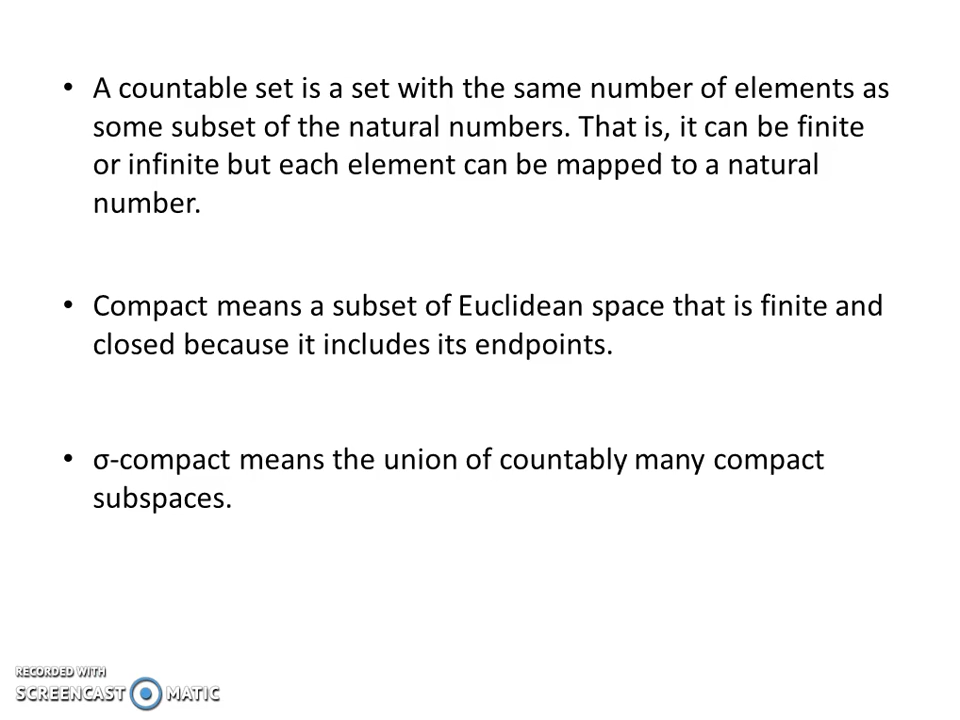 • A countable set is a set with the same number of elements as
some subset of the natural numbers. That is, it can be finite
or infinite but each element can be mapped to a natural
number.
• Compact means a subset of Euclidean space that is finite and
closed because it includes its endpoints.
• σ-compact means the union of countably many compact
subspaces.
RECORDED WITH
SCREENCAST MATIC